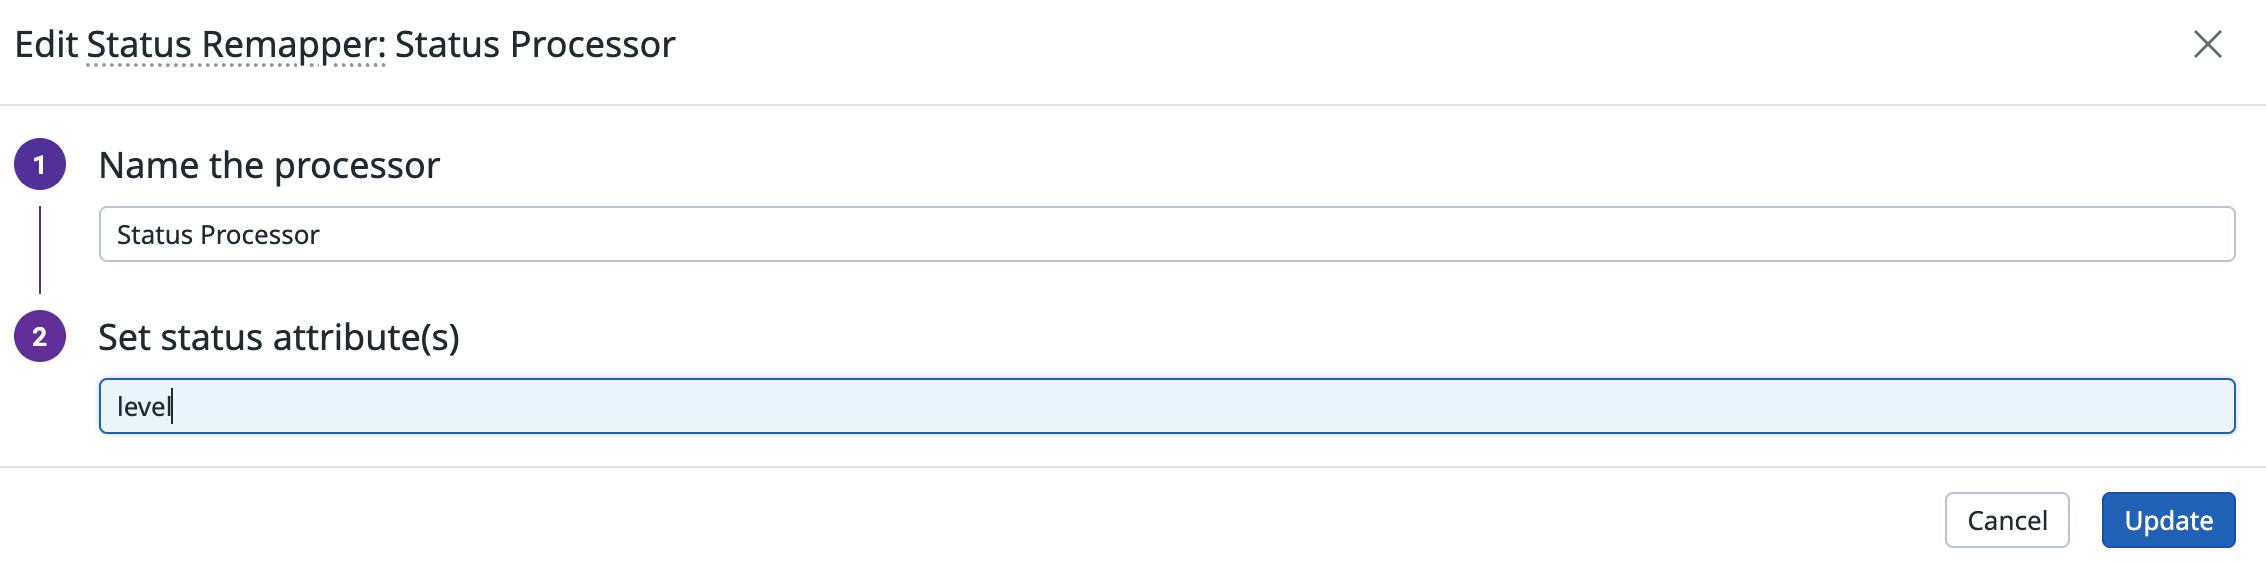 Edit Status Remapper: Status Processor
1 Name the processor
Status Processor
2 Set status attribute(s)
level
Cancel Update